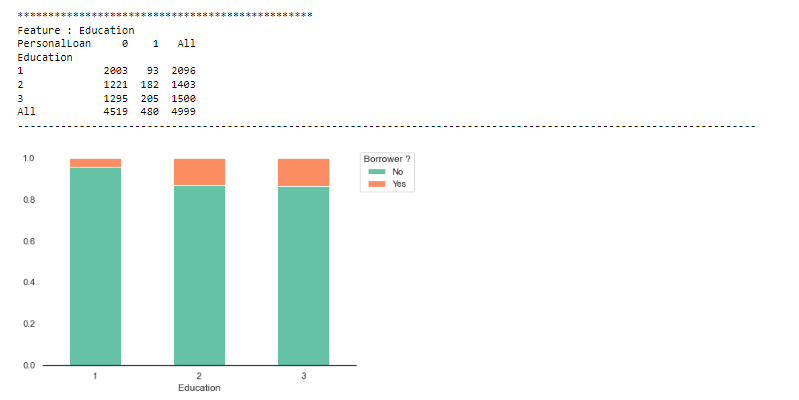 ************************************************
Feature : Education
PersonalLoan 0 1 All
Education
1 2003 93 2096
2 1221 182 1403
3 1295 205 1500
All 4519 480 4999
------------------------------------------------------------------------------------------------------------------------
1.0
0.8
0.6
0.4
0.2
0.0
1 2 3
Education
Borrower ?
No
Yes